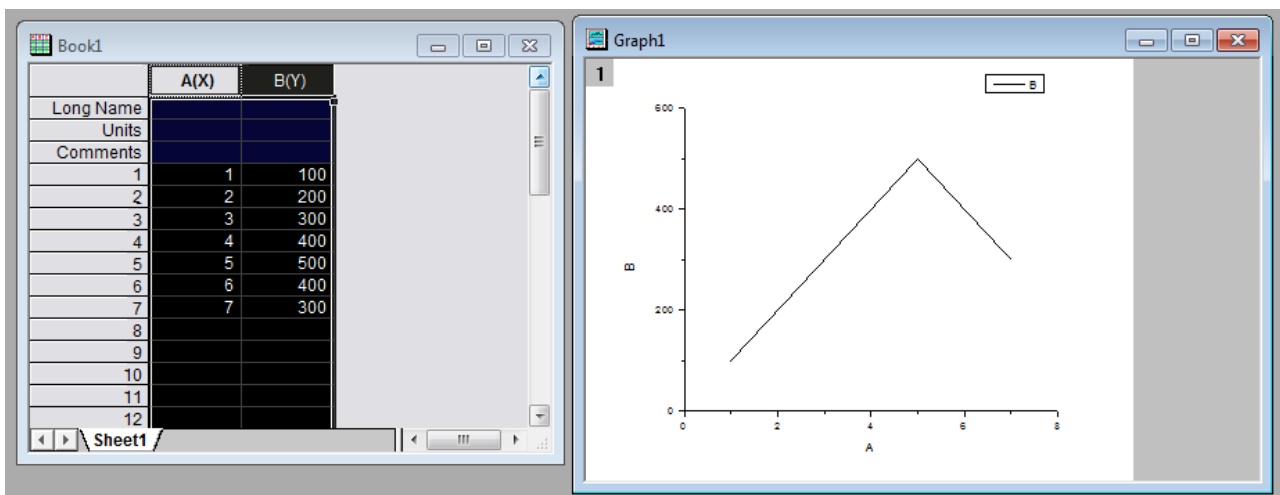 Book1
A(X) B(Y)
Long Name
Units
Comments
1 1 100
2 2 200
3 3 300
4 4 400
5 5 500
6 6 400
7 7 300
8
9
10
11
12
Sheet1
Graph1
1
B
600
400
200
0
B
0 2 4 6 8
A